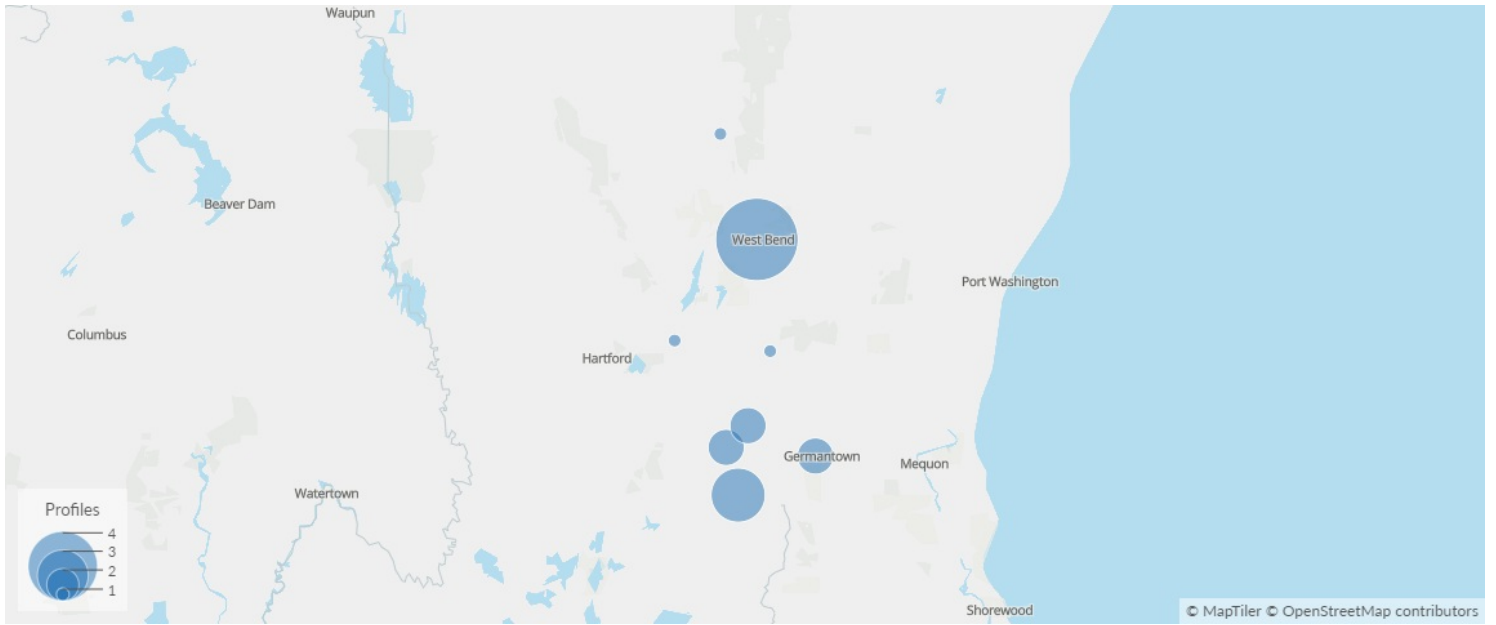 Waupun
Beaver Dam
West Bend
Port Washington
Columbus
Hartford
Germantown
Mequon
Watertown
Profiles
4
3
2
1
Shorewood
© MapTiler © OpenStreetMap contributors